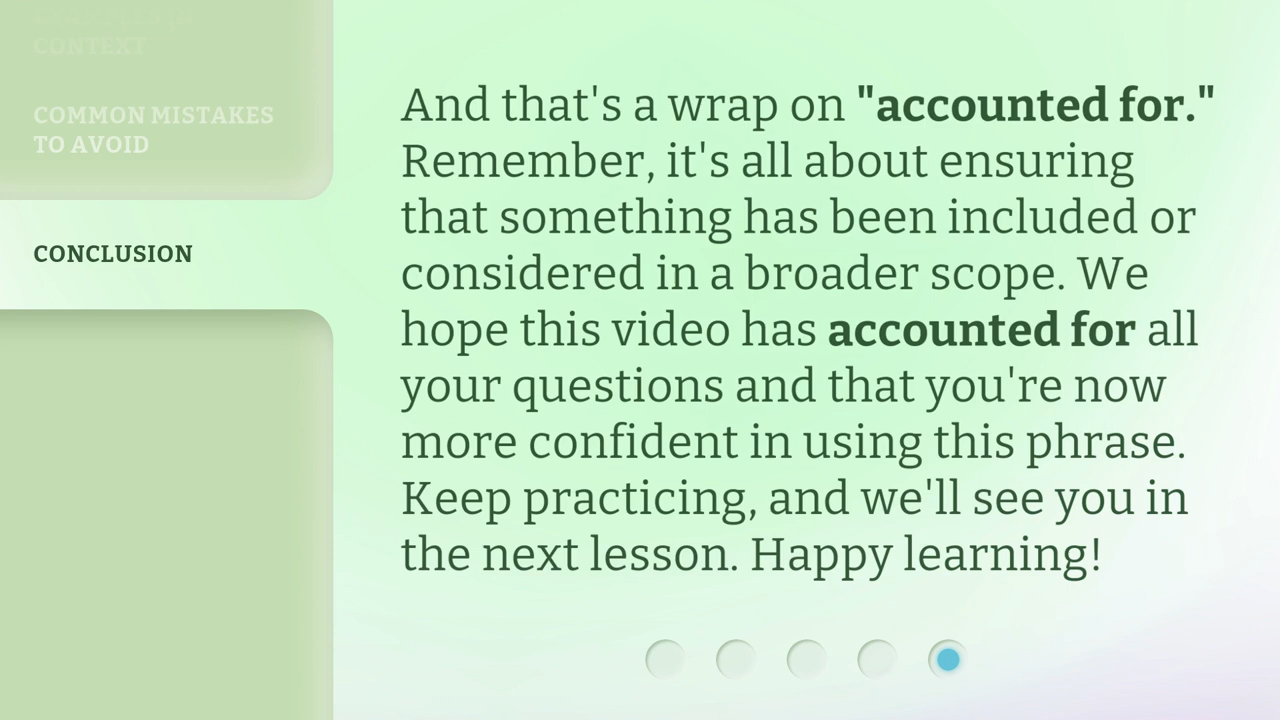 CONTEXT
COMMON MISTAKES
TO AVOID
CONCLUSION
And that's a wrap on "accounted for."
Remember, it's all about ensuring
that something has been included or
considered in a broader scope. We
hope this video has accounted for all
your questions and that you're now
more confident in using this phrase.
Keep practicing, and we'll see you in
the next lesson. Happy learning!